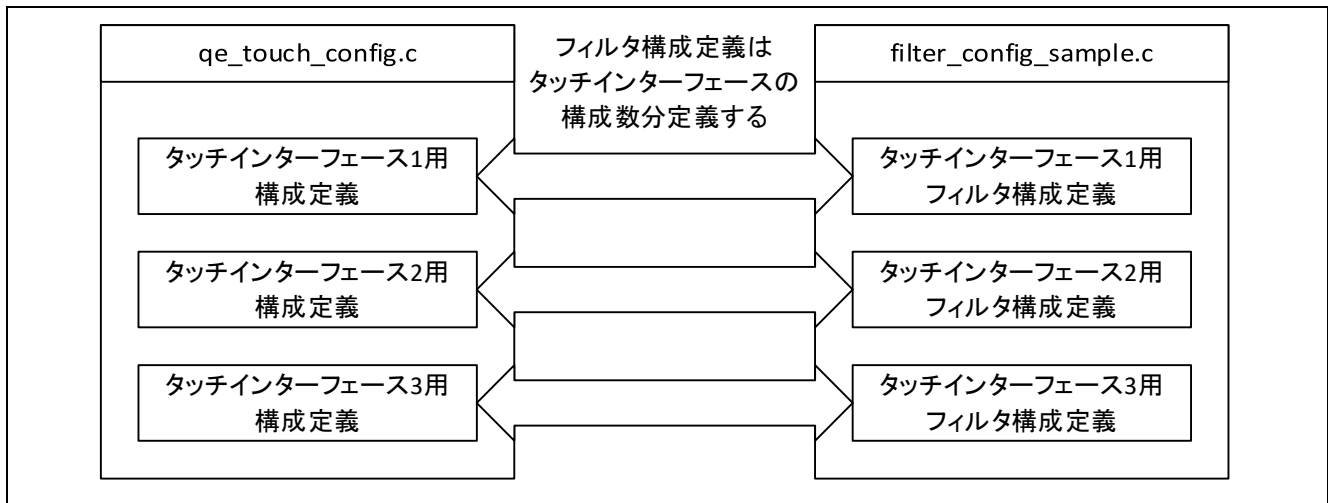 qe_touch_config.c
フィルタ構成定義は
タッチインターフェースの
構成数分定義する
filter_config_sample.c
タッチインターフェース1用
構成定義
タッチインターフェース1用
フィルタ構成定義
タッチインターフェース2用
構成定義
タッチインターフェース2用
フィルタ構成定義
タッチインターフェース3用
構成定義
タッチインターフェース3用
フィルタ構成定義